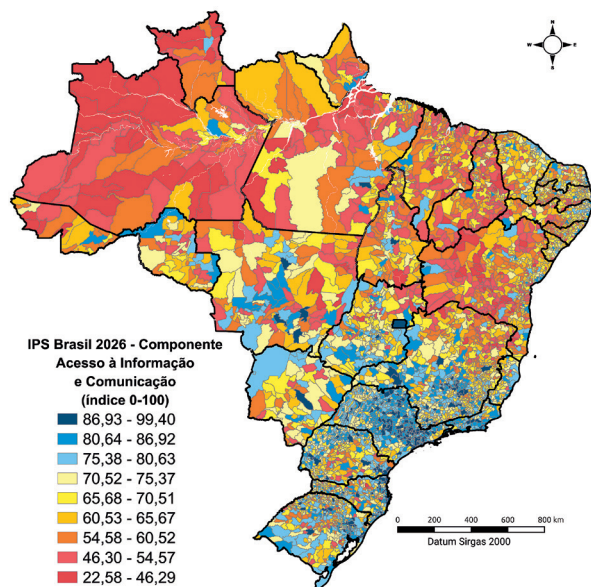 N
W
E
S
IPS Brasil 2026 - Componente
Acesso à Informação
e Comunicação
(índice 0-100)
86,93 - 99,40
80,64 - 86,92
75,38 - 80,63
70,52 - 75,37
65,68 - 70,51
60,53 - 65,67
54,58 - 60,52
46,30 - 54,57
22,58 - 46,29
0 200 400 600 800 km
Datum Sirgas 2000